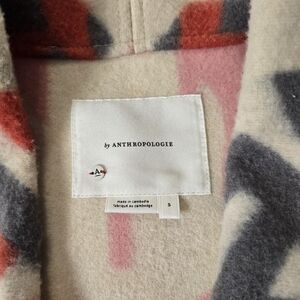 by ANTHROPOLOGIE
A
made in cambodia
fabriqué au cambodge
S